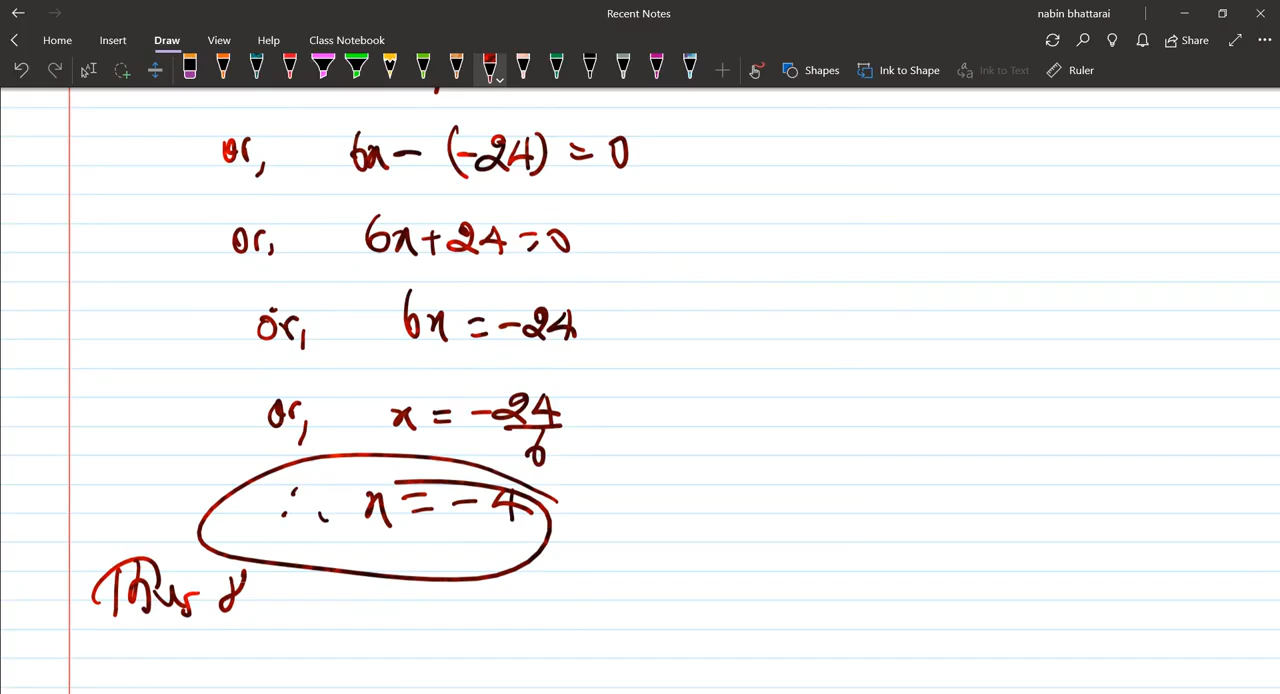 Recent Notes
nabin bhattarai
Home Insert Draw View Help Class Notebook
Share
Shapes Ink to Shape Ink to Text Ruler
or, 6x - (-24) = 0
or, 6x + 24 = 0
or, 6x = -24
or, x = -24/6
∴ x = -4
Thus